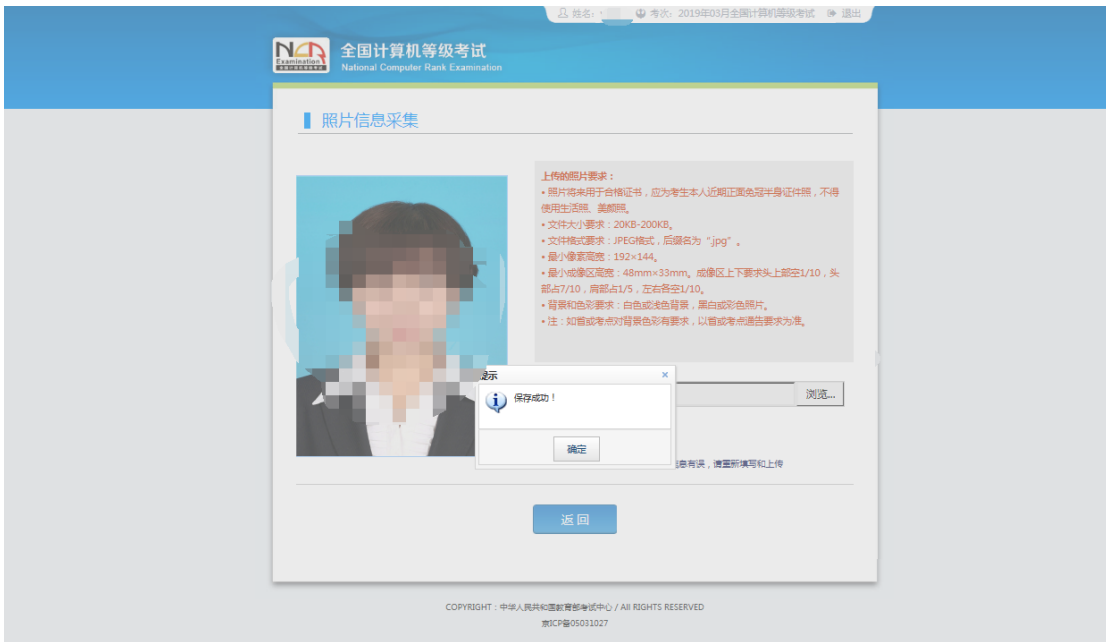 姓名：
考次：2019年03月全国计算机等级考试
退出
NCR
Examination
全国计算机等级考试
全国计算机等级考试
National Computer Rank Examination
照片信息采集
上传的照片要求：
• 照片将来用于合格证书，应为考生本人近期正面免冠半身证件照，不得
使用生活照、美颜照。
• 文件大小要求：20KB-200KB。
• 文件格式要求：JPEG格式，后缀名为“.jpg”。
• 最小像素高宽：192×144。
• 最小成像区高宽：48mm×33mm。成像区上下要求头上部空1/10，头
部占7/10，肩部占1/5，左右各空1/10。
• 背景和色彩要求：白色或浅色背景，黑白或彩色照片。
• 注：如省或考点对背景色彩有要求，以省或考点通告要求为准。
提示
×
保存成功！
浏览...
确定
息有误，请重新填写和上传
返回
COPYRIGHT：中华人民共和国教育部考试中心 / All RIGHTS RESERVED
京ICP备05031027